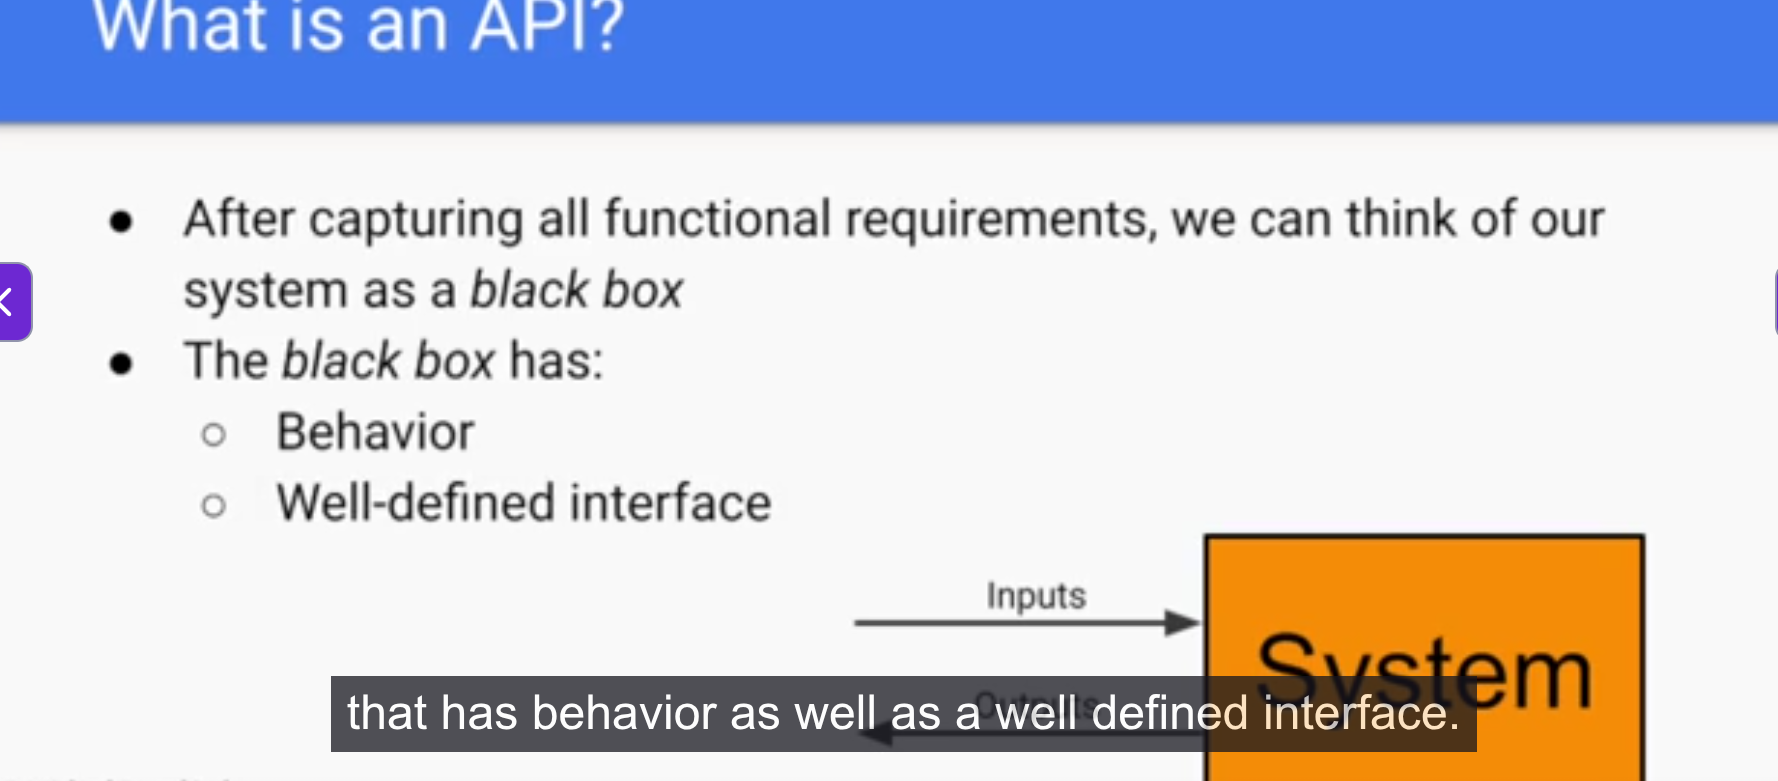 What is an API?
● After capturing all functional requirements, we can think of our
system as a black box
● The black box has:
○ Behavior
○ Well-defined interface
Inputs
System
Outputs
that has behavior as well as a well defined interface.